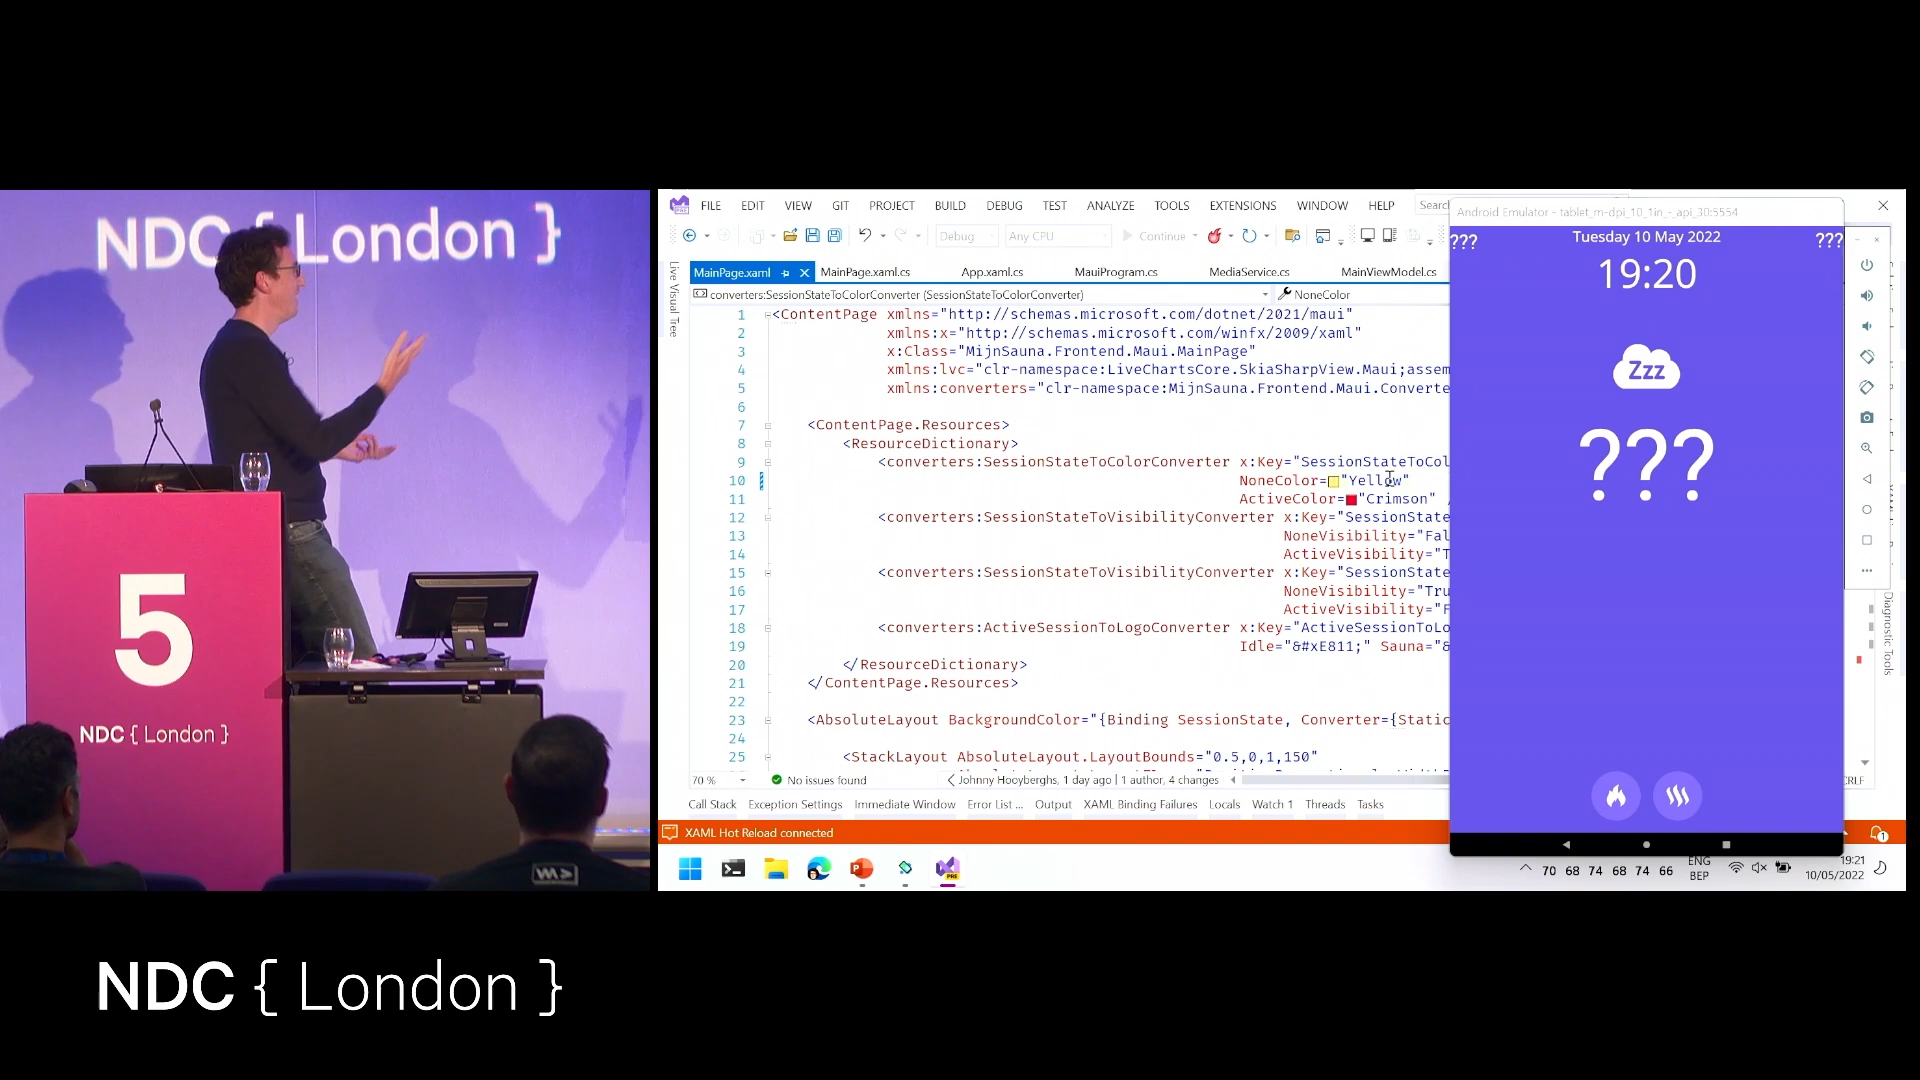 NDC { London }
5
NDC { London }
FILE EDIT VIEW GIT PROJECT BUILD DEBUG TEST ANALYZE TOOLS EXTENSIONS WINDOW HELP Searc
Debug Any CPU Continue
Live Visual Tree
MainPage.xaml MainPage.xaml.cs App.xaml.cs MauiProgram.cs MediaService.cs MainViewModel.cs
converters:SessionStateToColorConverter (SessionStateToColorConverter) NoneColor
1 <ContentPage xmlns="http://schemas.microsoft.com/dotnet/2021/maui"
2 xmlns:x="http://schemas.microsoft.com/winfx/2009/xaml"
3 x:Class="MijnSauna.Frontend.Maui.MainPage"
4 xmlns:lvc="clr-namespace:LiveChartsCore.SkiaSharpView.Maui;assem
5 xmlns:converters="clr-namespace:MijnSauna.Frontend.Maui.Converte
6
7 <ContentPage.Resources>
8 <ResourceDictionary>
9 <converters:SessionStateToColorConverter x:Key="SessionStateToCol
10 NoneColor="Yellow"
11 ActiveColor="Crimson" /
12 <converters:SessionStateToVisibilityConverter x:Key="SessionState
13 NoneVisibility="Fal
14 ActiveVisibility="T
15 <converters:SessionStateToVisibilityConverter x:Key="SessionState
16 NoneVisibility="Tru
17 ActiveVisibility="F
18 <converters:ActiveSessionToLogoConverter x:Key="ActiveSessionToLo
19 Idle="&#xE811;" Sauna="&
20 </ResourceDictionary>
21 </ContentPage.Resources>
22
23 <AbsoluteLayout BackgroundColor="{Binding SessionState, Converter={Static
24
25 <StackLayout AbsoluteLayout.LayoutBounds="0.5,0,1,150"
70 % No issues found Johnny Hooyberghs, 1 day ago | 1 author, 4 changes
CRLF
Call Stack Exception Settings Immediate Window Error List ... Output XAML Binding Failures Locals Watch 1 Threads Tasks
XAML Hot Reload connected
1
Diagnostic Tools
Android Emulator - tablet_m-dpi_10_1in_-_api_30:5554
??? Tuesday 10 May 2022 ???
19:20
Zzz
???
70 68 74 68 74 66
ENG
BEP
19:21
10/05/2022
NDC { London }